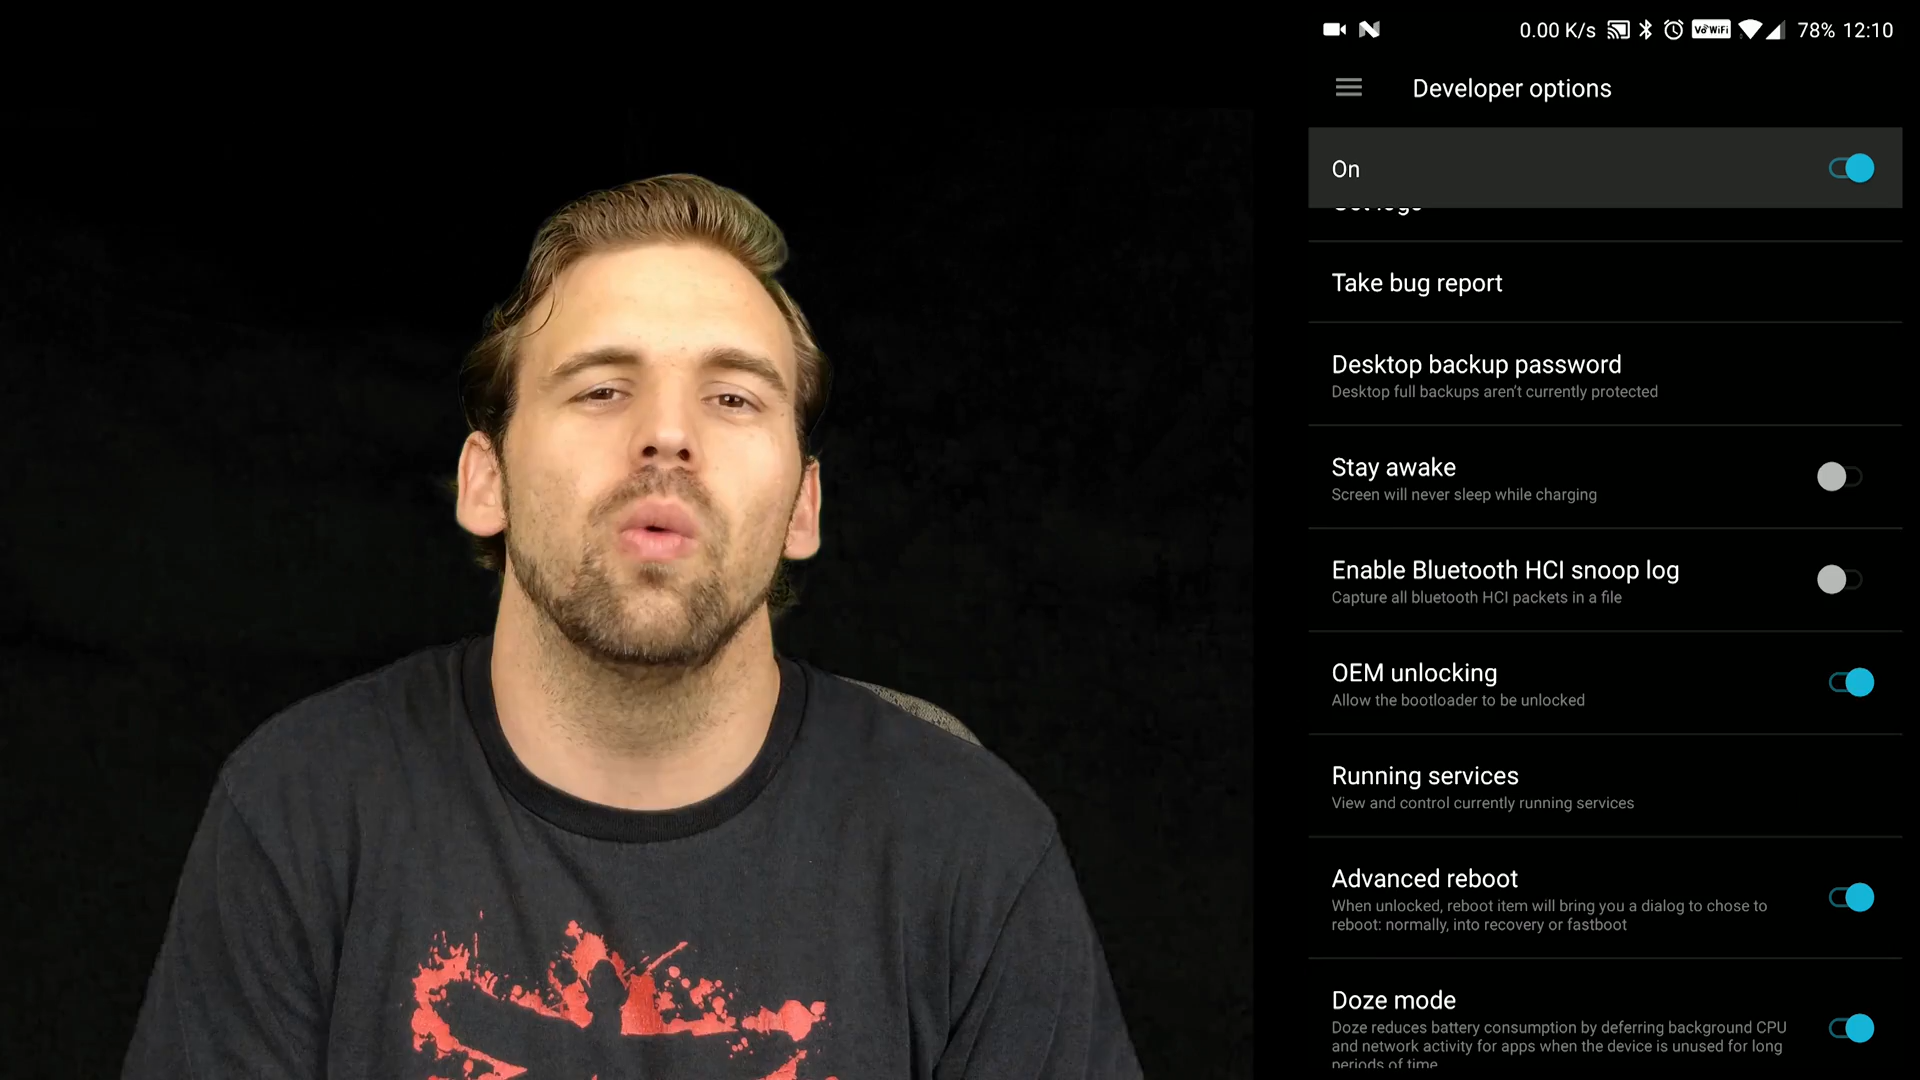 0.00 K/s VoWiFi 78% 12:10
Developer options
On
Take bug report
Desktop backup password
Desktop full backups aren't currently protected
Stay awake
Screen will never sleep while charging
Enable Bluetooth HCI snoop log
Capture all bluetooth HCI packets in a file
OEM unlocking
Allow the bootloader to be unlocked
Running services
View and control currently running services
Advanced reboot
When unlocked, reboot item will bring you a dialog to chose to
reboot: normally, into recovery or fastboot
Doze mode
Doze reduces battery consumption by deferring background CPU
and network activity for apps when the device is unused for long
periods of time